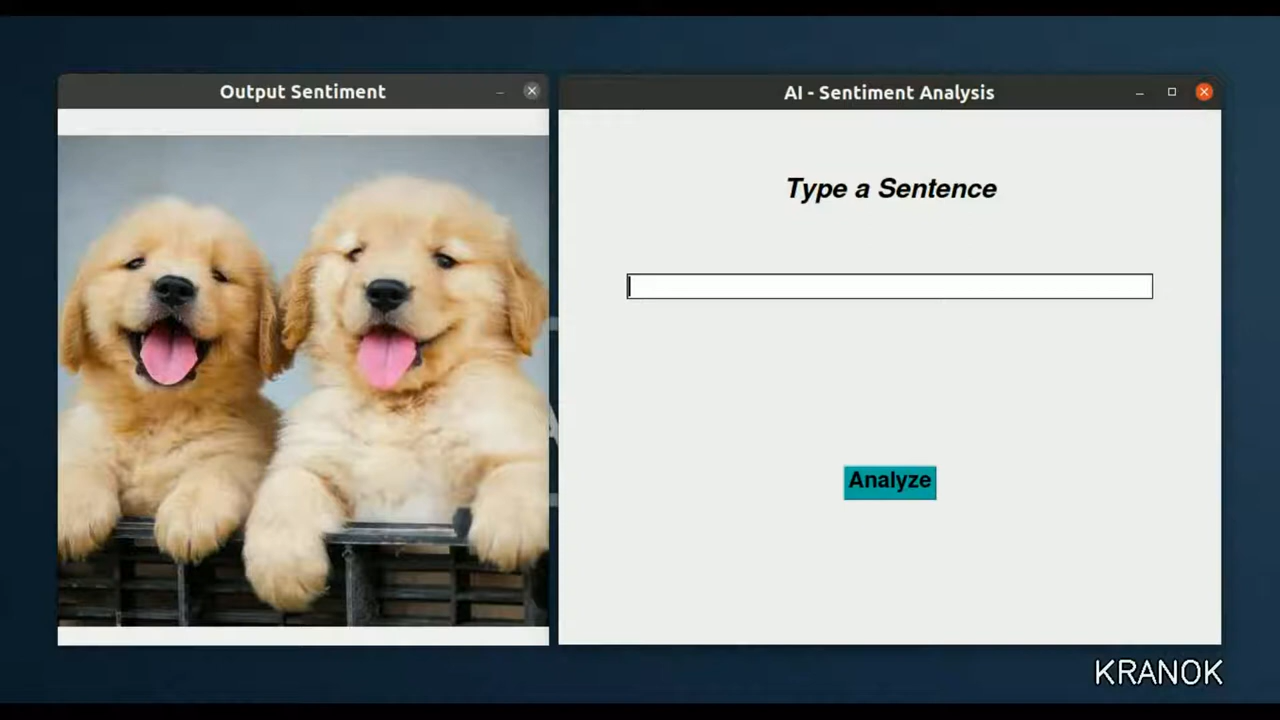 Output Sentiment
AI - Sentiment Analysis
Type a Sentence
Analyze
KRANOK